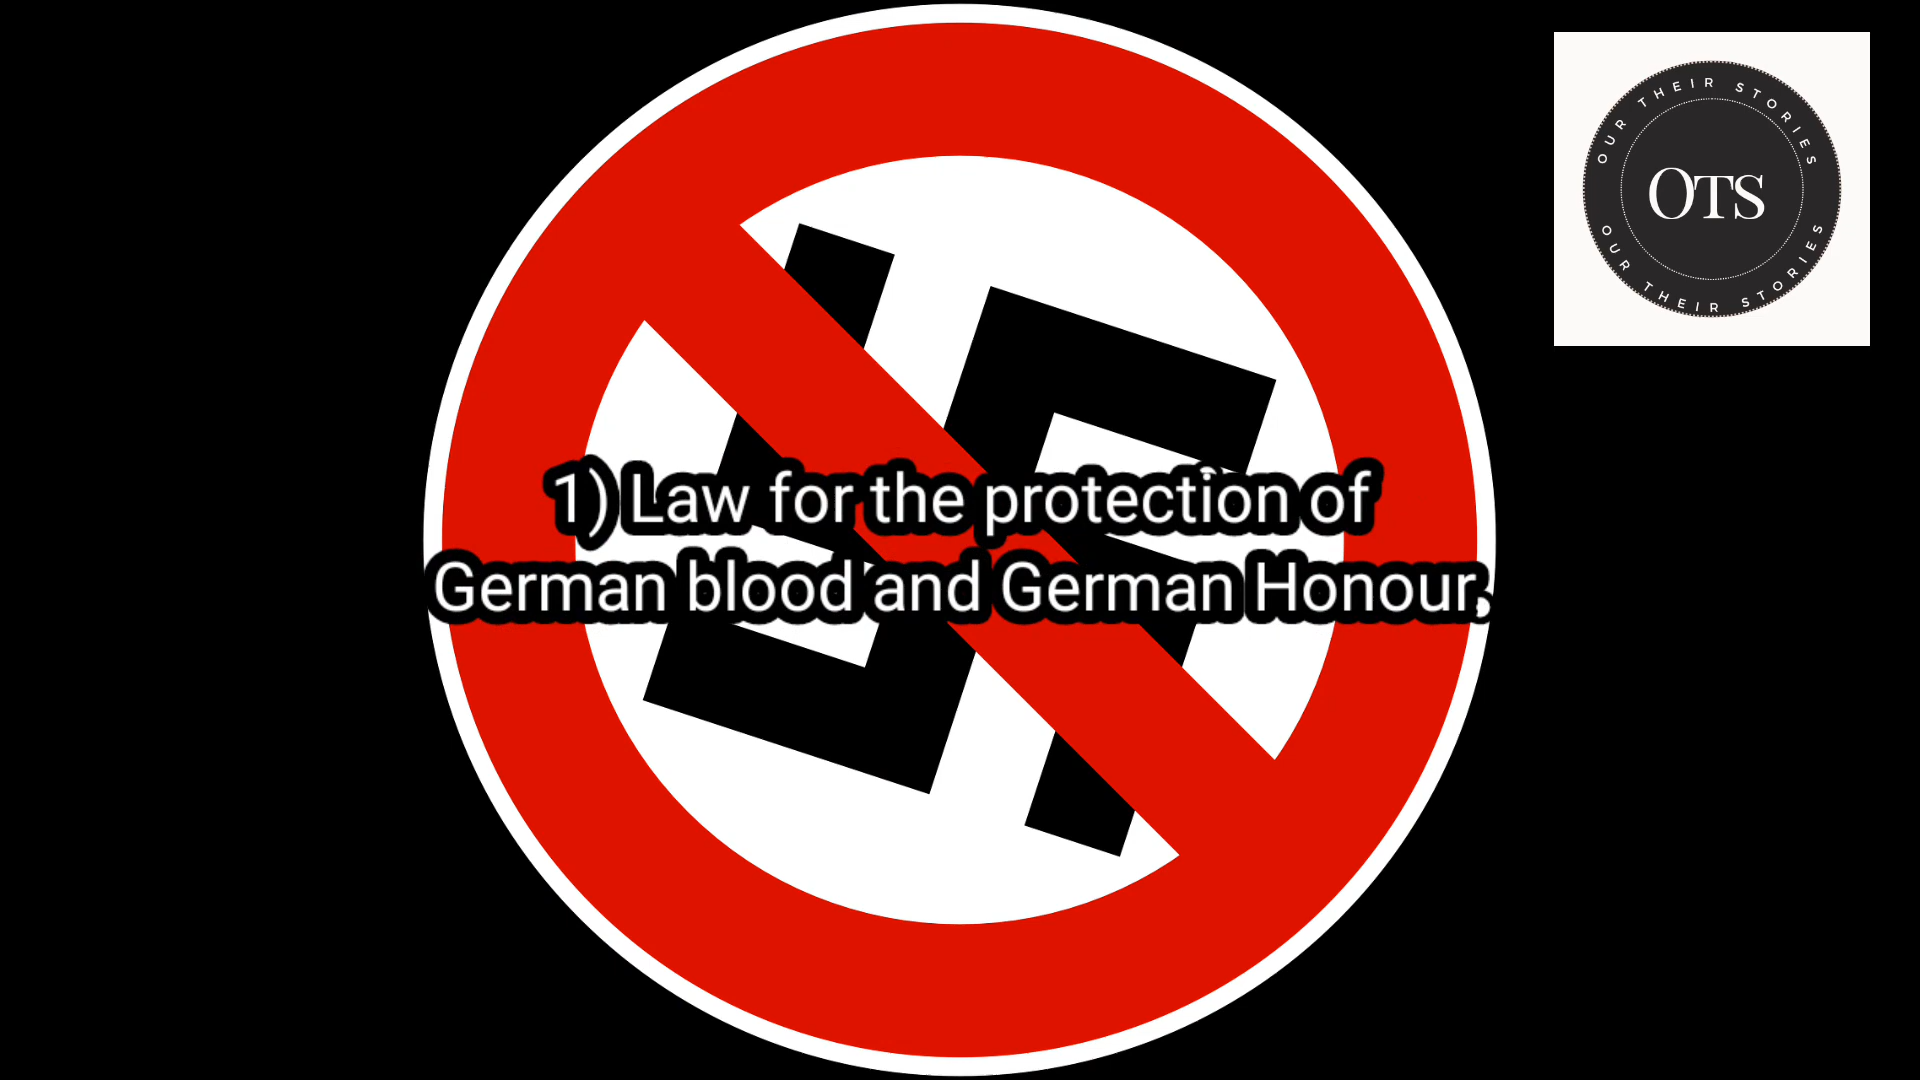 1) Law for the protection of
German blood and German Honour,
OUR THEIR STORIES
OTS
OUR THEIR STORIES